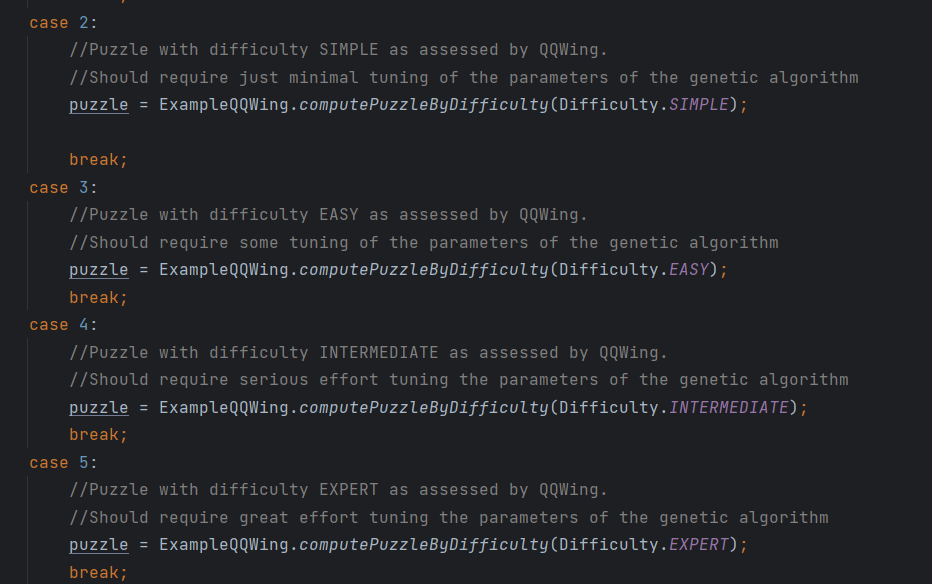 case 2:
//Puzzle with difficulty SIMPLE as assessed by QQWing.
//Should require just minimal tuning of the parameters of the genetic algorithm
puzzle = ExampleQQWing.computePuzzleByDifficulty(Difficulty.SIMPLE);
break;
case 3:
//Puzzle with difficulty EASY as assessed by QQWing.
//Should require some tuning of the parameters of the genetic algorithm
puzzle = ExampleQQWing.computePuzzleByDifficulty(Difficulty.EASY);
break;
case 4:
//Puzzle with difficulty INTERMEDIATE as assessed by QQWing.
//Should require serious effort tuning the parameters of the genetic algorithm
puzzle = ExampleQQWing.computePuzzleByDifficulty(Difficulty.INTERMEDIATE);
break;
case 5:
//Puzzle with difficulty EXPERT as assessed by QQWing.
//Should require great effort tuning the parameters of the genetic algorithm
puzzle = ExampleQQWing.computePuzzleByDifficulty(Difficulty.EXPERT);
break;